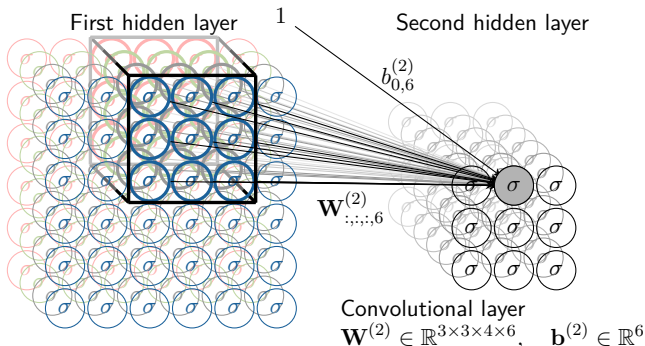 First hidden layer
1
Second hidden layer
b_{0,6}^{(2)}
σ σ σ σ σ σ
σ σ σ σ σ σ
σ σ σ σ σ σ
σ σ σ σ σ σ
σ σ σ σ σ σ
σ σ σ σ σ σ
σ σ σ
σ σ σ
σ σ σ
W_{:,:,:,6}^{(2)}
Convolutional layer
W^{(2)} ∈ ℝ^{3×3×4×6}, b^{(2)} ∈ ℝ^6